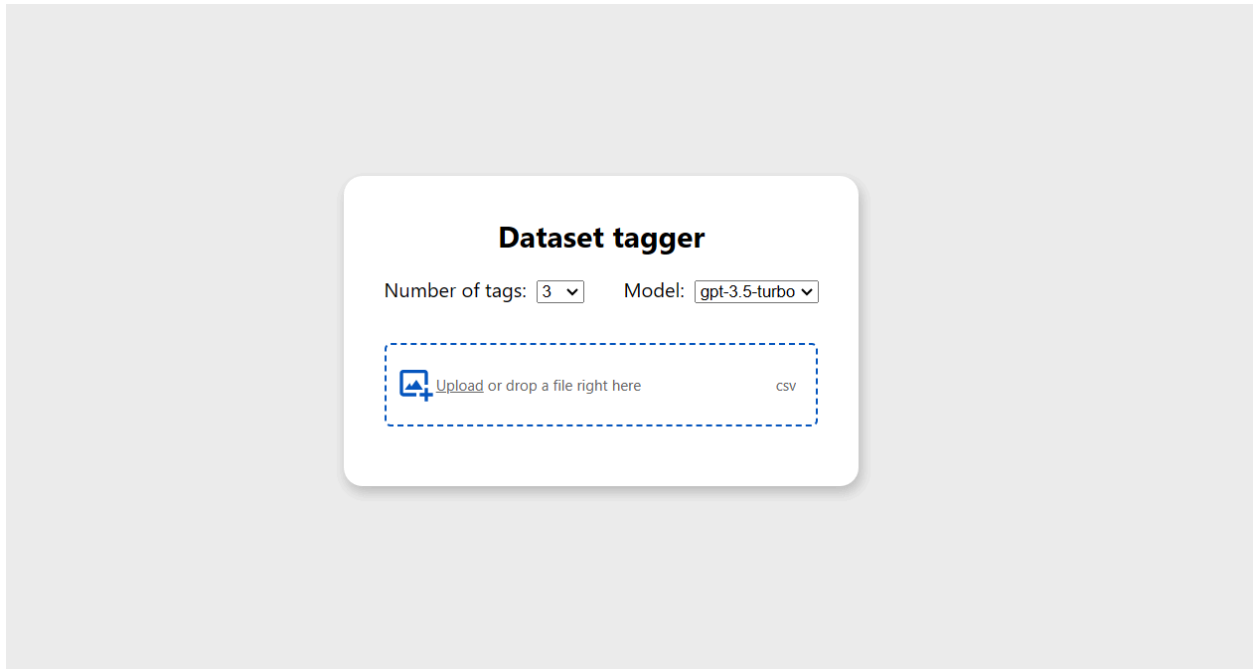 Dataset tagger
Number of tags: 3 Model: gpt-3.5-turbo
Upload or drop a file right here csv